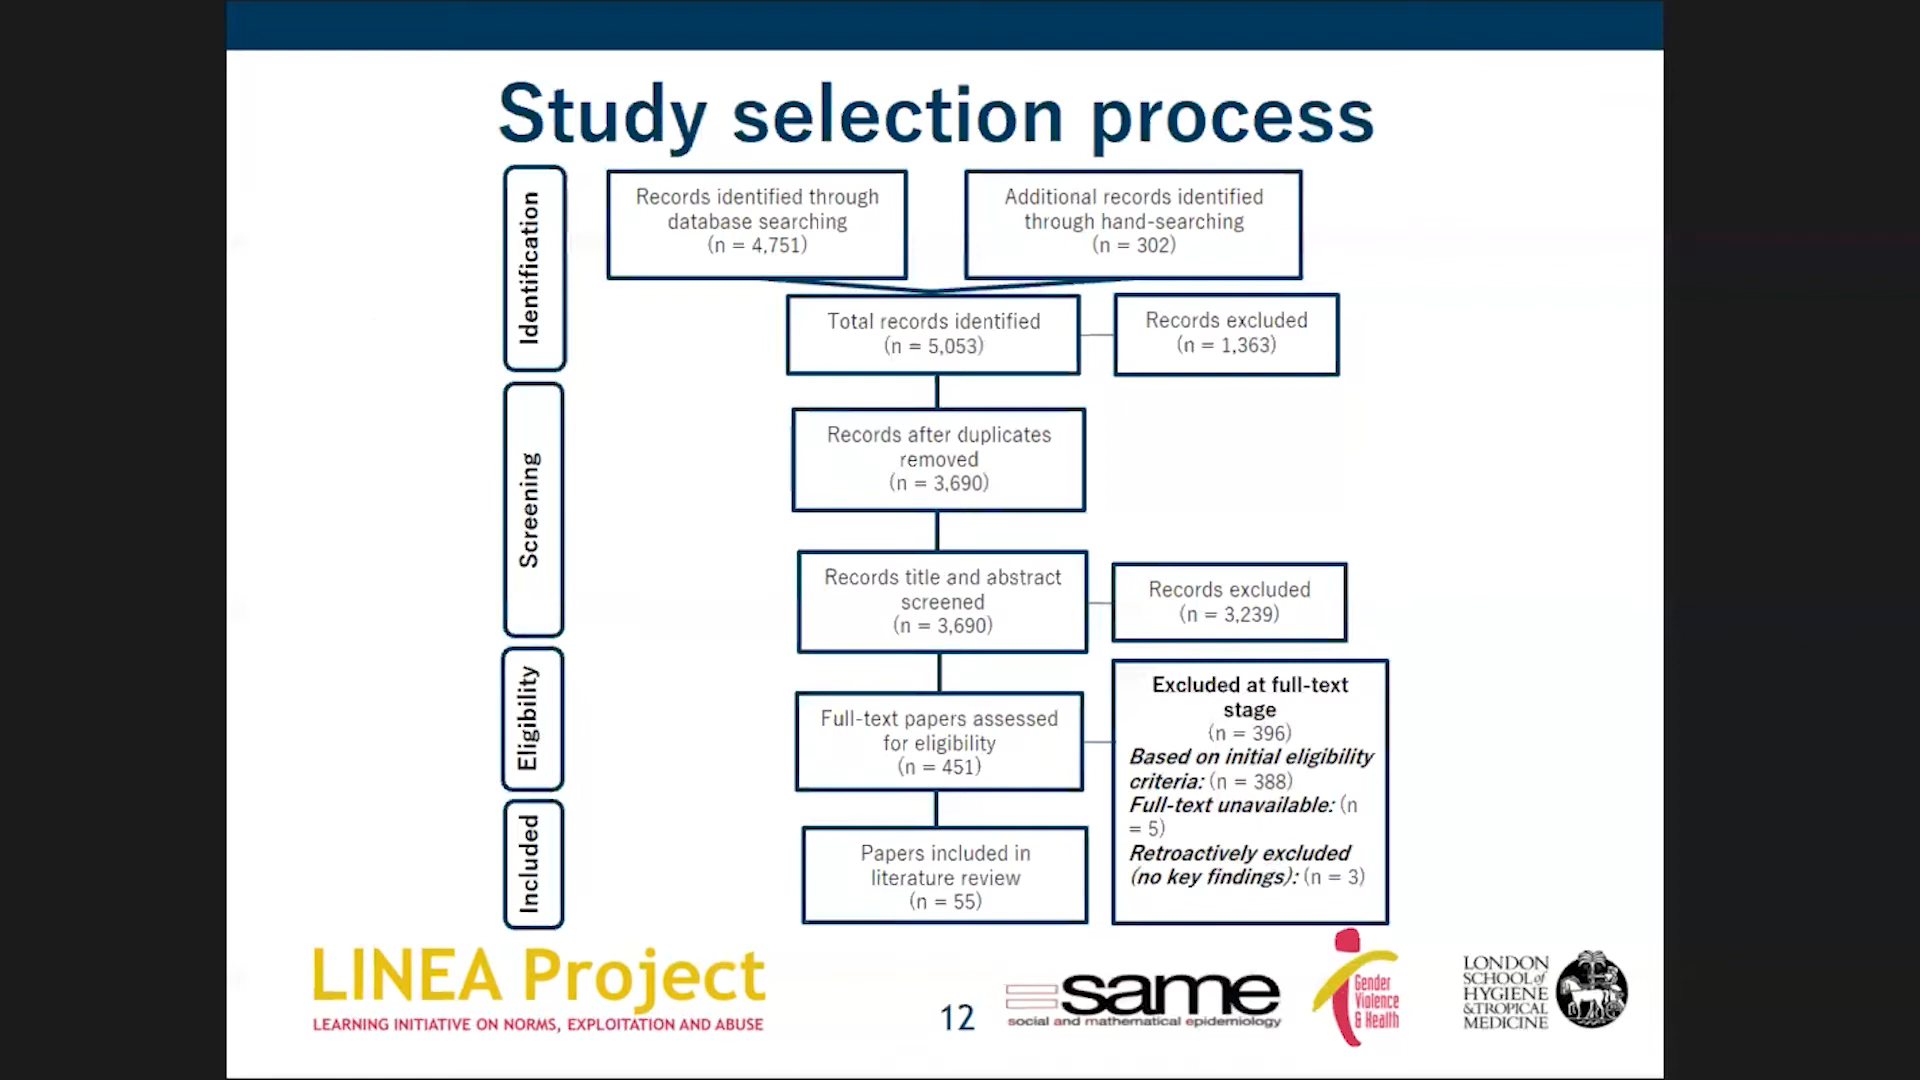 Study selection process
Identification
Records identified through
database searching
(n = 4,751)
Additional records identified
through hand-searching
(n = 302)
Total records identified
(n = 5,053)
Records excluded
(n = 1,363)
Screening
Records after duplicates
removed
(n = 3,690)
Records title and abstract
screened
(n = 3,690)
Records excluded
(n = 3,239)
Eligibility
Full-text papers assessed
for eligibility
(n = 451)
Excluded at full-text
stage
(n = 396)
Based on initial eligibility
criteria: (n = 388)
Full-text unavailable: (n
= 5)
Retroactively excluded
(no key findings): (n = 3)
Included
Papers included in
literature review
(n = 55)
LINEA Project
LEARNING INITIATIVE ON NORMS, EXPLOITATION AND ABUSE
12
same
social and mathematical epidemiology
Gender
Violence
& Health
LONDON
SCHOOL of
HYGIENE
& TROPICAL
MEDICINE